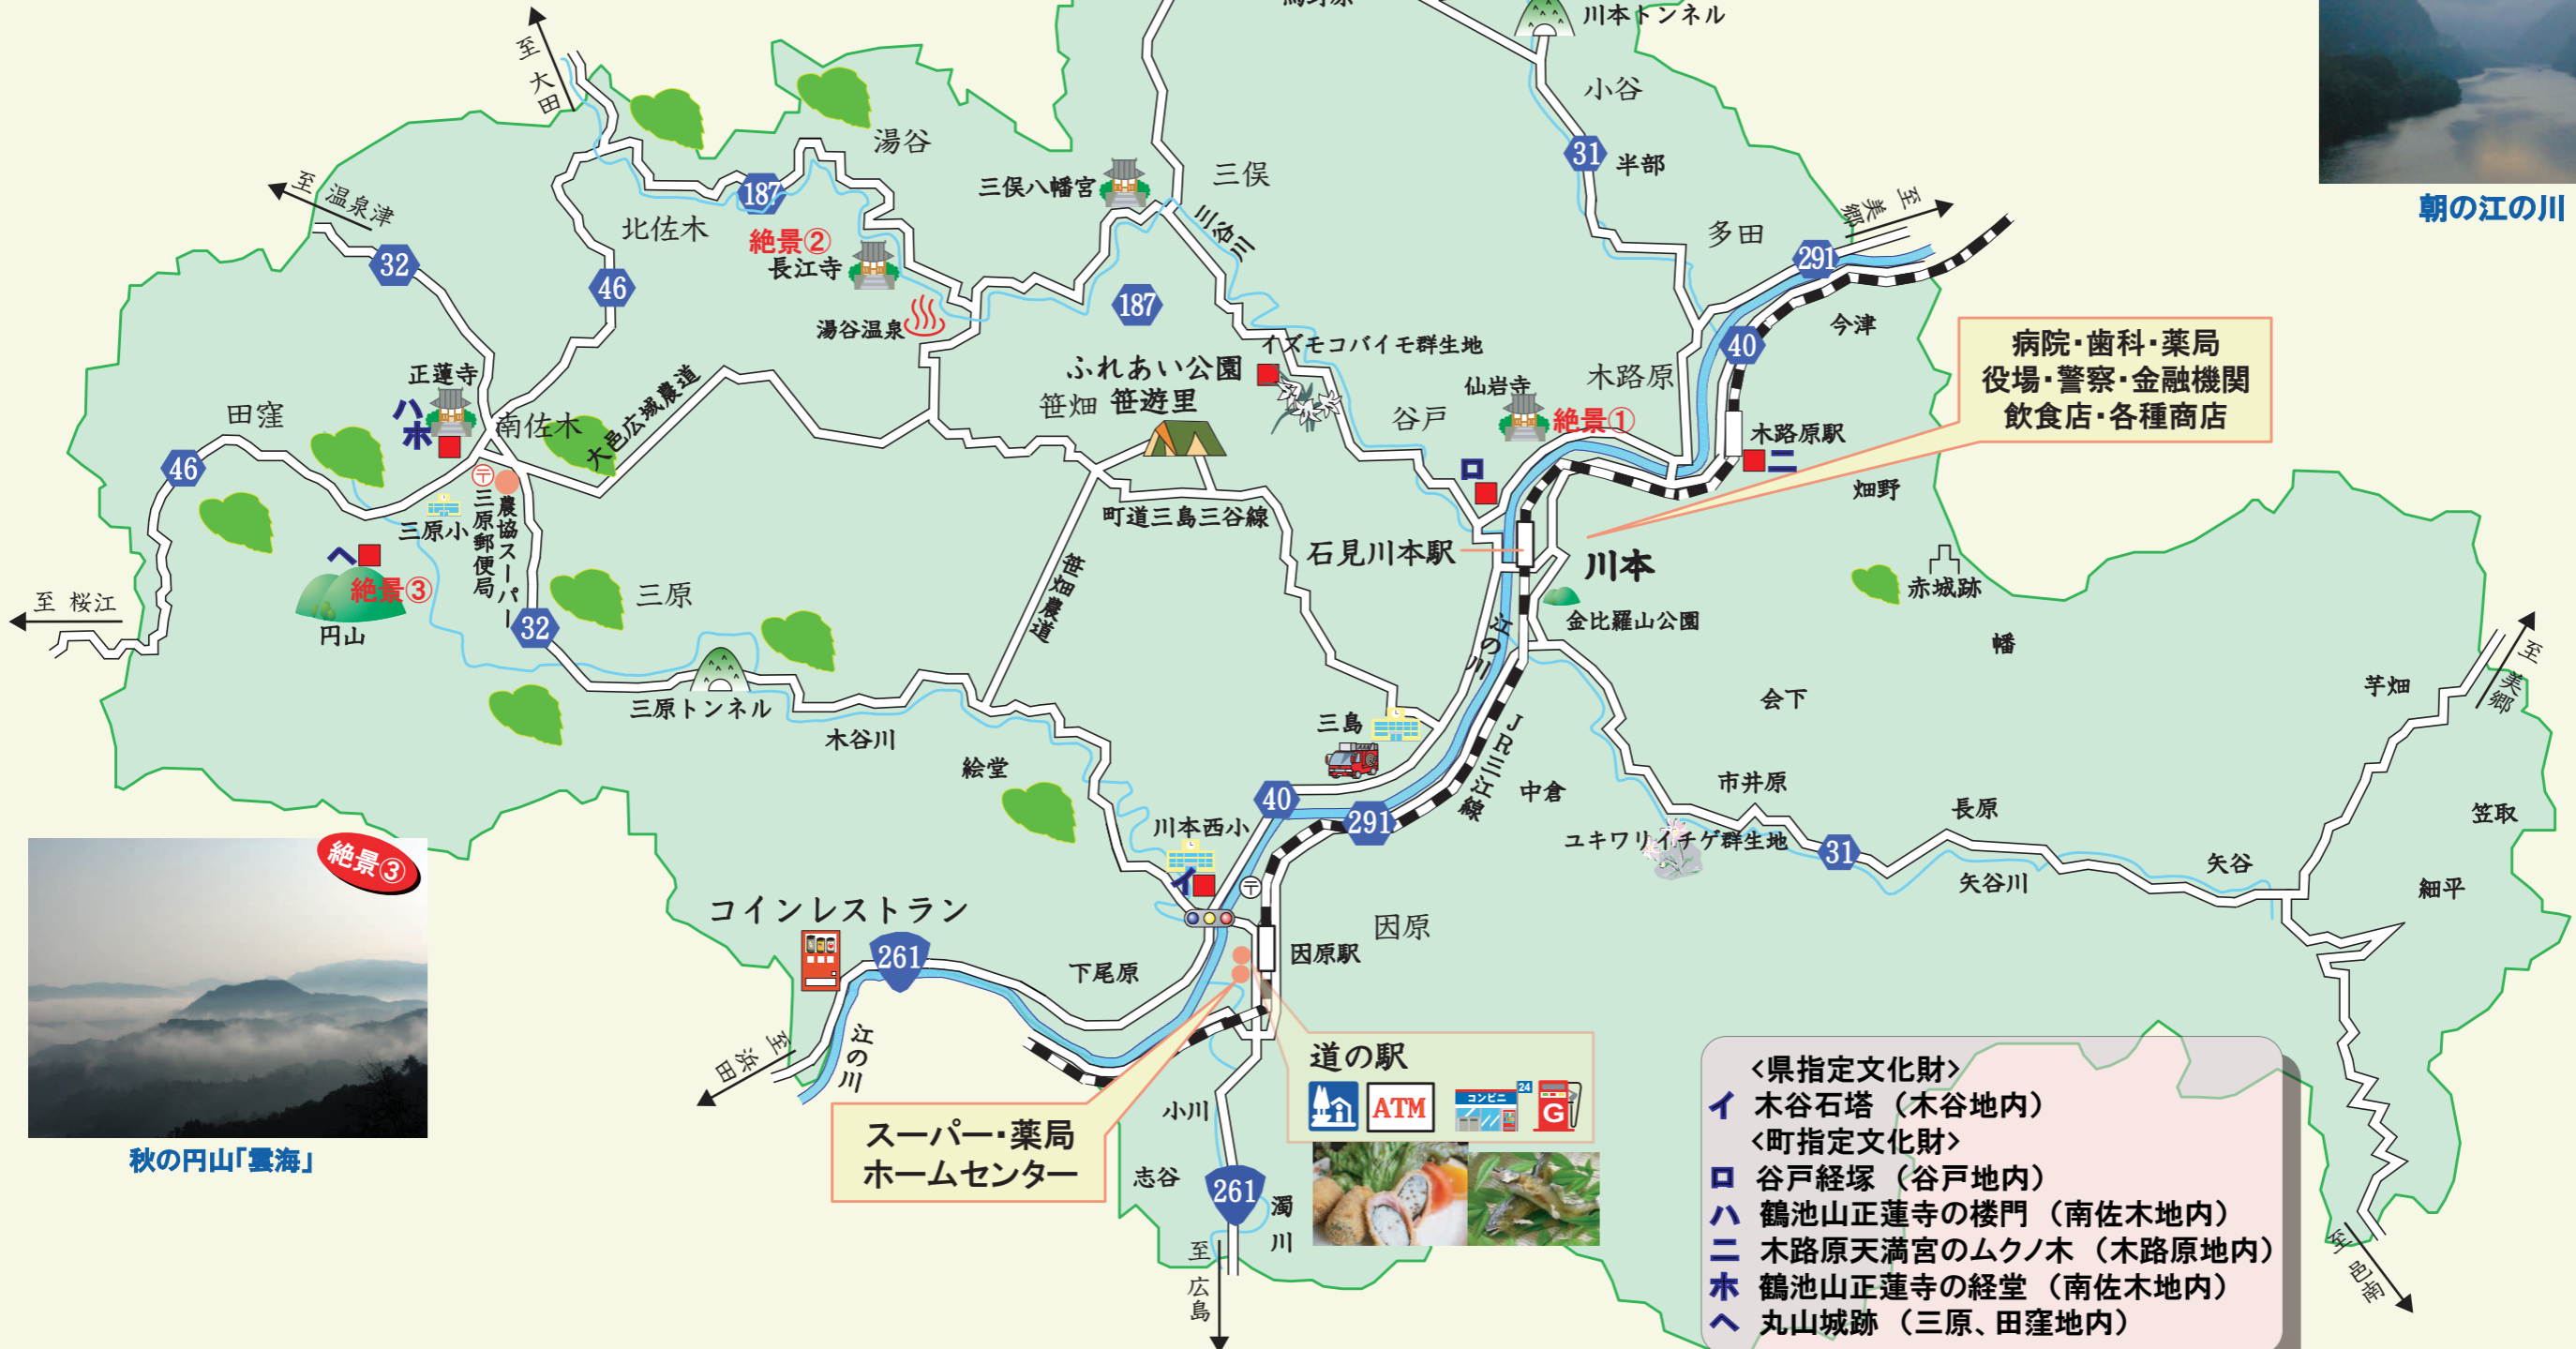 川本トンネル
至 大田
小谷
湯谷
31
半部
三俣八幡宮
三俣
至 温泉津
187
三谷川
至 美郷
朝の江の川
北佐木
絶景②
長江寺
多田
291
32
46
187
湯谷温泉
今津
40
イズモコバイモ群生地
病院・歯科・薬局
役場・警察・金融機関
飲食店・各種商店
正蓮寺
ハ
ホ
ふれあい公園
笹遊里
笹畑
仙岩寺
木路原
絶景①
田窪
南佐木
大邑広域農道
谷戸
木路原駅
ニ
46
ロ
畑野
〒
三原小
三原郵便局
農協スーパー
町道三島三谷線
石見川本駅
川本
ヘ
絶景③
円山
赤城跡
至 桜江
三原
32
笹畑農道
金比羅山公園
江の川
幡
至 美郷
三原トンネル
木谷川
会下
芋畑
三島
JR三江線
絵堂
中倉
市井原
長原
笠取
40
291
川本西小
ユキワリイチゲ群生地
31
矢谷
矢谷川
細平
絶景③
イ
〒
コインレストラン
261
因原
因原駅
下尾原
江の川
至 浜田
道の駅
ATM
コンビニ
24
G
小川
スーパー・薬局
ホームセンター
志谷
261
濁川
至 広島
秋の円山「雲海」
<県指定文化財>
イ 木谷石塔 （木谷地内）
<町指定文化財>
ロ 谷戸経塚 （谷戸地内）
ハ 鶴池山正蓮寺の楼門 （南佐木地内）
ニ 木路原天満宮のムクノ木 （木路原地内）
ホ 鶴池山正蓮寺の経堂 （南佐木地内）
ヘ 丸山城跡 （三原、田窪地内）
至 邑南